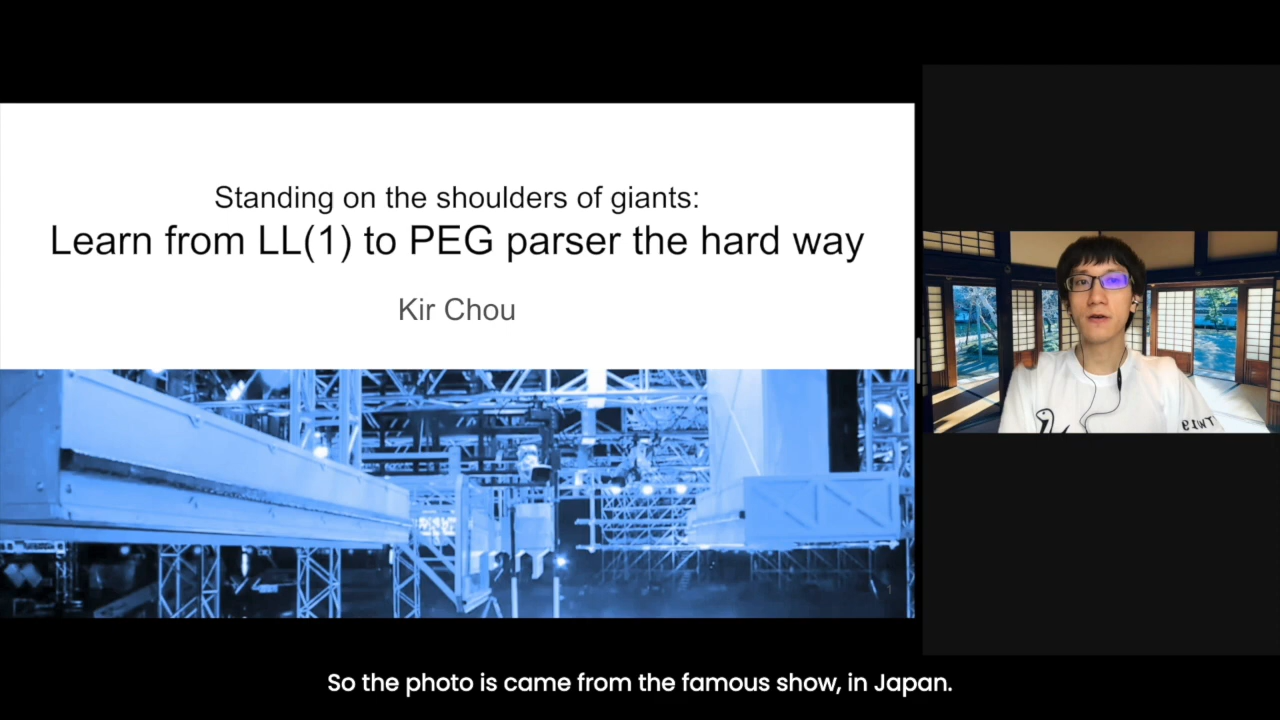 Standing on the shoulders of giants:
Learn from LL(1) to PEG parser the hard way
Kir Chou
So the photo is came from the famous show, in Japan.